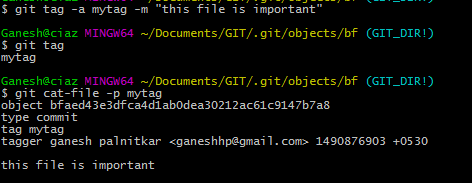 $ git tag -a mytag -m "this file is important"
Ganesh@ciaz MINGW64 ~/Documents/GIT/.git/objects/bf (GIT_DIR!)
$ git tag
mytag
Ganesh@ciaz MINGW64 ~/Documents/GIT/.git/objects/bf (GIT_DIR!)
$ git cat-file -p mytag
object bfaed43e3dfca4d1ab0dea30212ac61c9147b7a8
type commit
tag mytag
tagger ganesh palnitkar <ganeshhp@gmail.com> 1490876903 +0530
this file is important